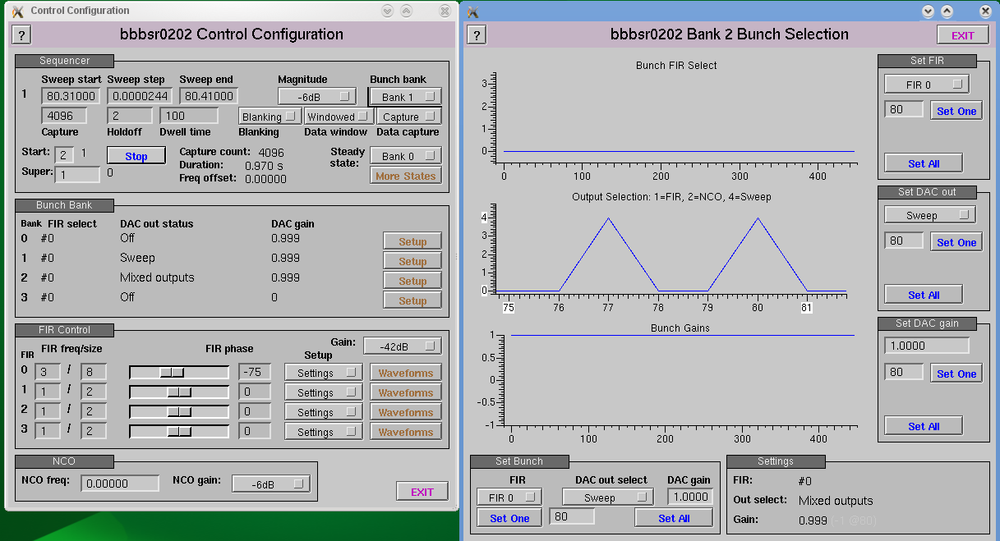 Control Configuration
?
bbbsr0202 Control Configuration
Sequencer
Sweep start Sweep step Sweep end Magnitude Bunch bank
1 80.31000 0.0000244 80.41000 -6dB Bank 1
4096 2 100 Blanking Windowed Capture
Capture Holdoff Dwell time Blanking Data window Data capture
Start: 2 1 Stop Capture count: 4096 Steady state: Bank 0
Duration: 0.970 s
Super: 1 0 Freq offset: 0.00000 More States
Bunch Bank
Bank FIR select DAC out status DAC gain
0 #0 Off 0.999 Setup
1 #0 Sweep 0.999 Setup
2 #0 Mixed outputs 0.999 Setup
3 #0 Off 0 Setup
FIR Control
FIR FIR freq/size FIR phase Gain: -42dB
Setup
0 3 / 8 -75 Settings Waveforms
1 1 / 2 0 Settings Waveforms
2 1 / 2 0 Settings Waveforms
3 1 / 2 0 Settings Waveforms
NCO
NCO freq: 0.00000 NCO gain: -6dB
EXIT
?
bbbsr0202 Bank 2 Bunch Selection
EXIT
Bunch FIR Select
3
2
1
0
0 100 200 300 400
Set FIR
FIR 0
80 Set One
Set All
Output Selection: 1=FIR, 2=NCO, 4=Sweep
4
3
2
1
0
75 76 77 78 79 80 81
Set DAC out
Sweep
80 Set One
Set All
Bunch Gains
1
0.5
0
-0.5
-1
0 100 200 300 400
Set DAC gain
1.0000
80 Set One
Set All
Set Bunch
FIR DAC out select DAC gain
FIR 0 Sweep 1.0000
Set One 80 Set All
Settings
FIR: #0
Out select: Mixed outputs
Gain: 0.999 (-1 @80)